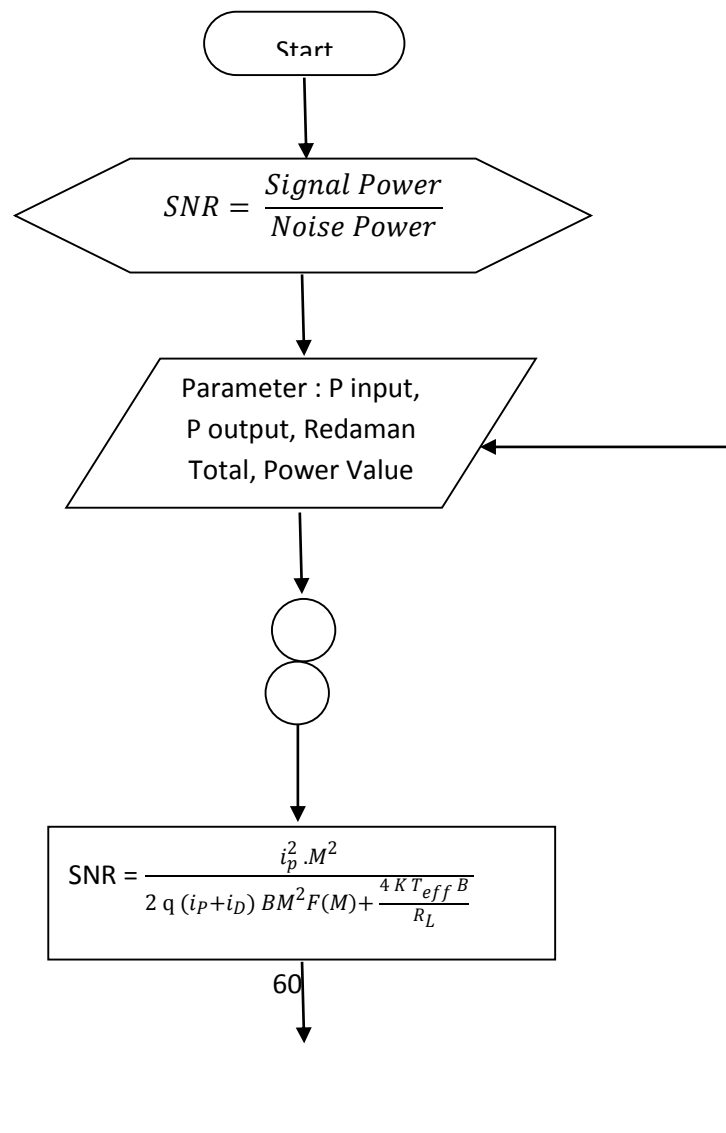 Start
SNR = Signal Power / Noise Power
Parameter : P input,
P output, Redaman
Total, Power Value
SNR = i_p^2 .M^2 / 2 q (i_P+i_D) BM^2F(M)+ 4 K T_eff B / R_L
60